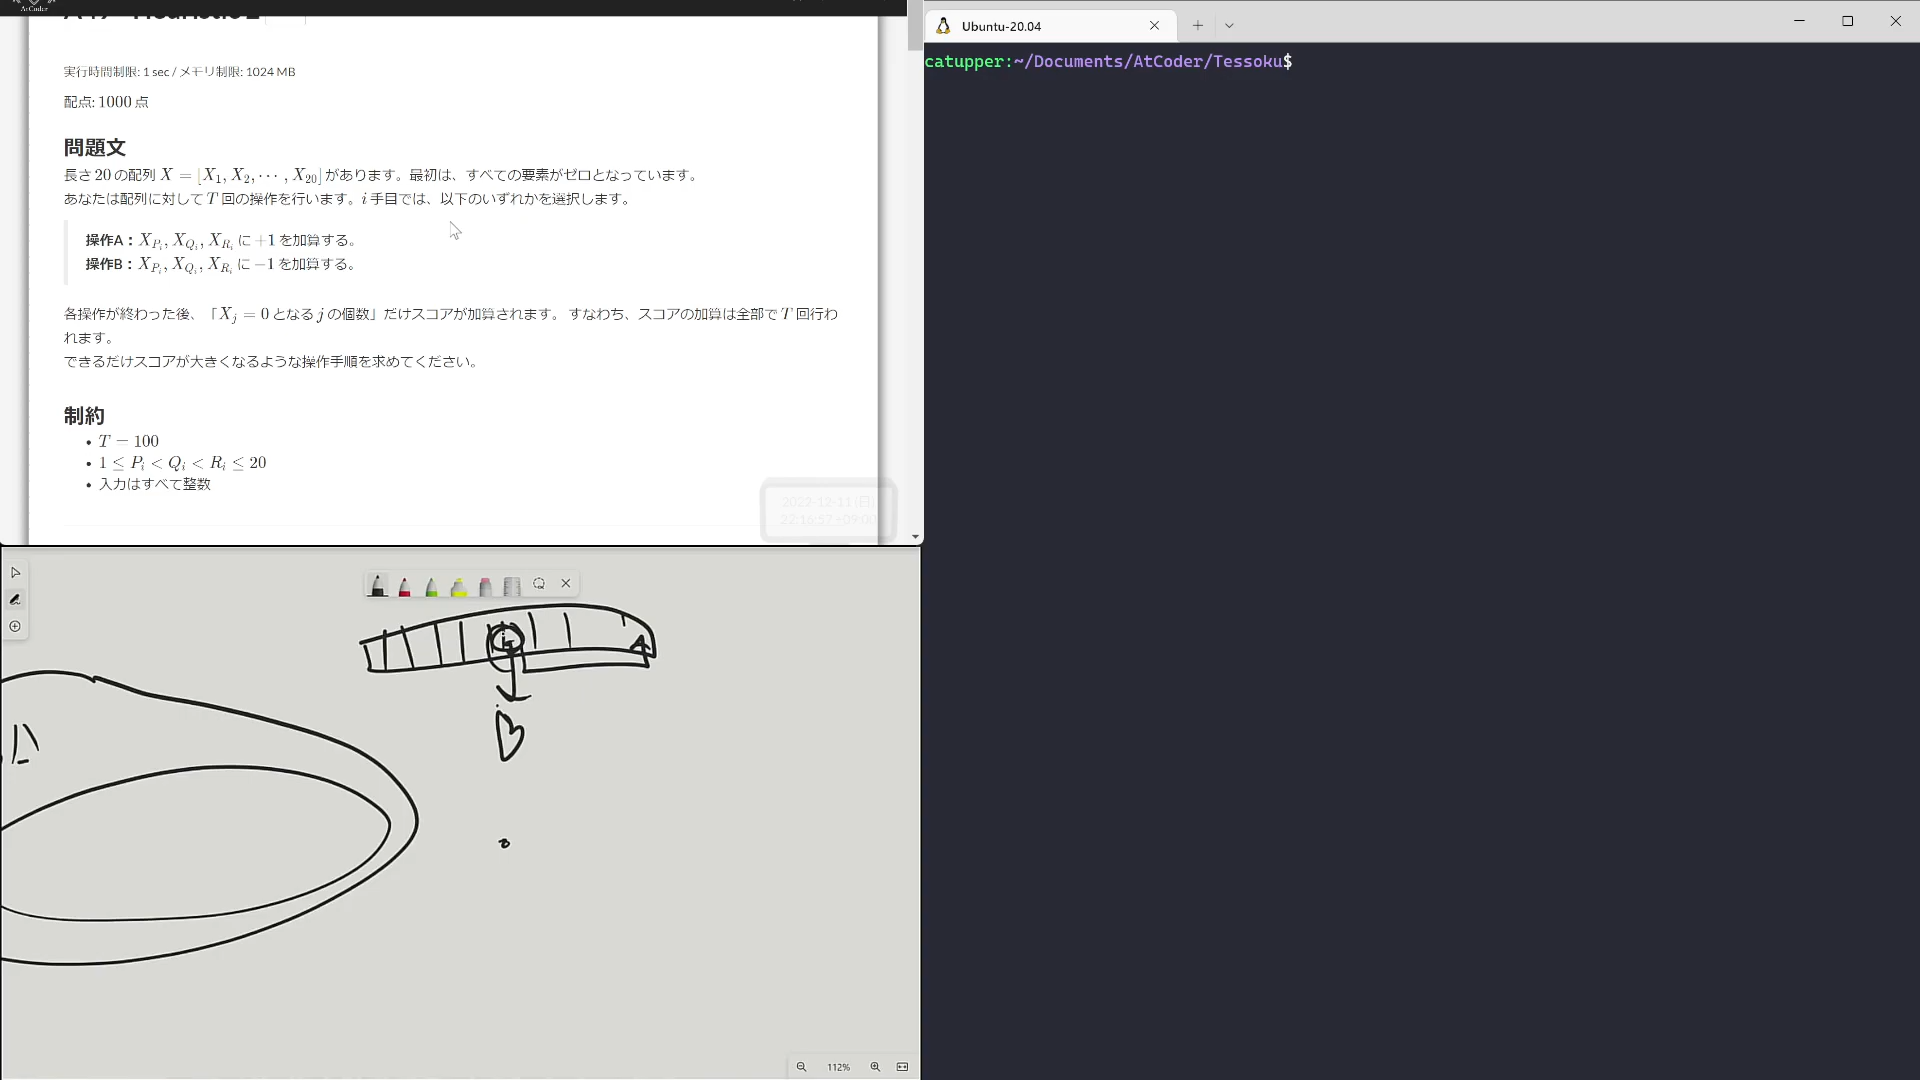 AtCoder
実行時間制限: 1 sec / メモリ制限: 1024 MB
配点: 1000 点
問題文
長さ 20 の配列 X = [X1, X2, ⋯ , X20] があります。最初は、すべての要素がゼロとなっています。
あなたは配列に対して T 回の操作を行います。i 手目では、以下のいずれかを選択します。
操作A : XPi, XQi, XRi に +1 を加算する。
操作B : XPi, XQi, XRi に −1 を加算する。
各操作が終わった後、「Xj = 0 となる j の個数」だけスコアが加算されます。 すなわち、スコアの加算は全部で T 回行わ
れます。
できるだけスコアが大きくなるような操作手順を求めてください。
制約
• T = 100
• 1 ≤ Pi < Qi < Ri ≤ 20
• 入力はすべて整数
2022-12-11 (日)
22:16:57 +09:00
Ubuntu-20.04
catupper:~/Documents/AtCoder/Tessoku$
B
112%